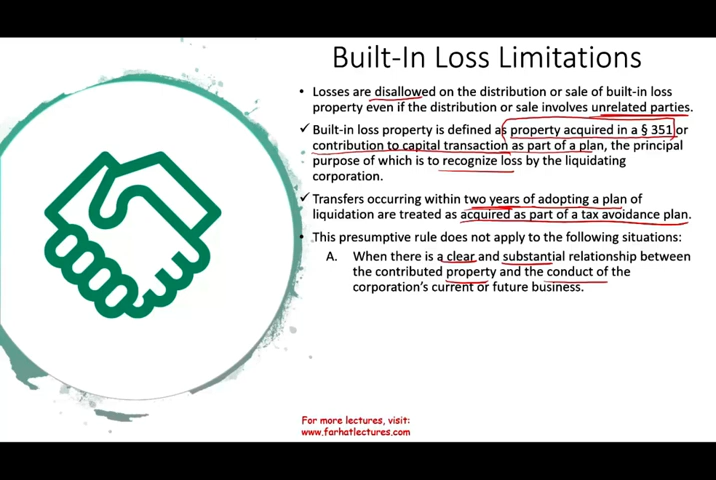 Built-In Loss Limitations
• Losses are disallowed on the distribution or sale of built-in loss
property even if the distribution or sale involves unrelated parties.
✓ Built-in loss property is defined as property acquired in a § 351 or
contribution to capital transaction as part of a plan, the principal
purpose of which is to recognize loss by the liquidating
corporation.
✓ Transfers occurring within two years of adopting a plan of
liquidation are treated as acquired as part of a tax avoidance plan.
• This presumptive rule does not apply to the following situations:
A. When there is a clear and substantial relationship between
the contributed property and the conduct of the
corporation's current or future business.
For more lectures, visit:
www.farhatlectures.com